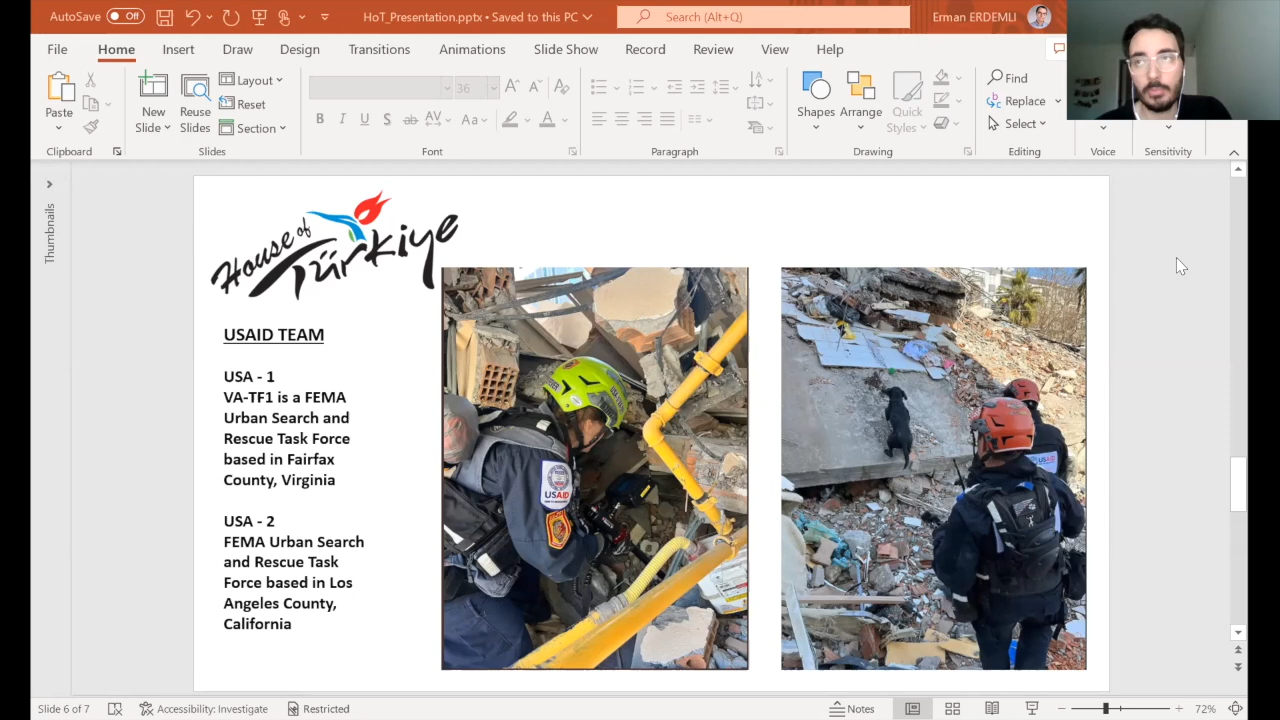 AutoSave Off HoT_Presentation.pptx • Saved to this PC Search (Alt+Q) Erman ERDEMLI
File Home Insert Draw Design Transitions Animations Slide Show Record Review View Help
Paste New Slide Reuse Slides Layout Reset Section 36 Shapes Arrange Quick Styles Find Replace Select
Clipboard Slides Font Paragraph Drawing Editing Voice Sensitivity
Thumbnails
House of
Türkiye
USAID TEAM
USA - 1
VA-TF1 is a FEMA
Urban Search and
Rescue Task Force
based in Fairfax
County, Virginia
USA - 2
FEMA Urban Search
and Rescue Task
Force based in Los
Angeles County,
California
USAID
USAID
Slide 6 of 7 Accessibility: Investigate Restricted Notes 72%